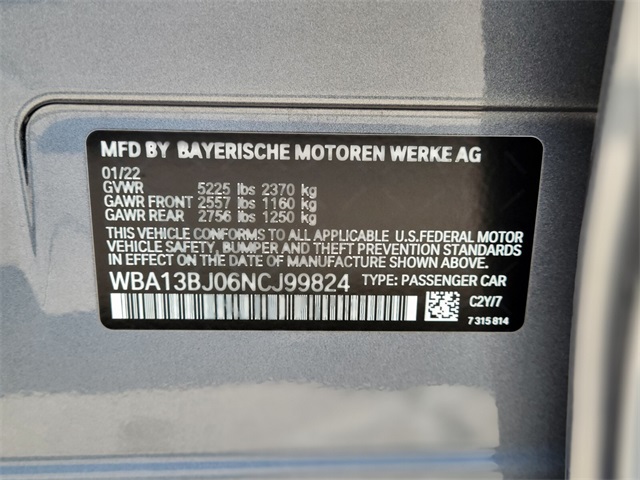 MFD BY BAYERISCHE MOTOREN WERKE AG
01/22
GVWR 5225 lbs 2370 kg
GAWR FRONT 2557 lbs 1160 kg
GAWR REAR 2756 lbs 1250 kg
THIS VEHICLE CONFORMS TO ALL APPLICABLE U.S.FEDERAL MOTOR
VEHICLE SAFETY, BUMPER, AND THEFT PREVENTION STANDARDS
IN EFFECT ON THE DATE OF MANUFACTURE SHOWN ABOVE.
WBA13BJ06NCJ99824 TYPE: PASSENGER CAR
C2Y/7
7 315 814